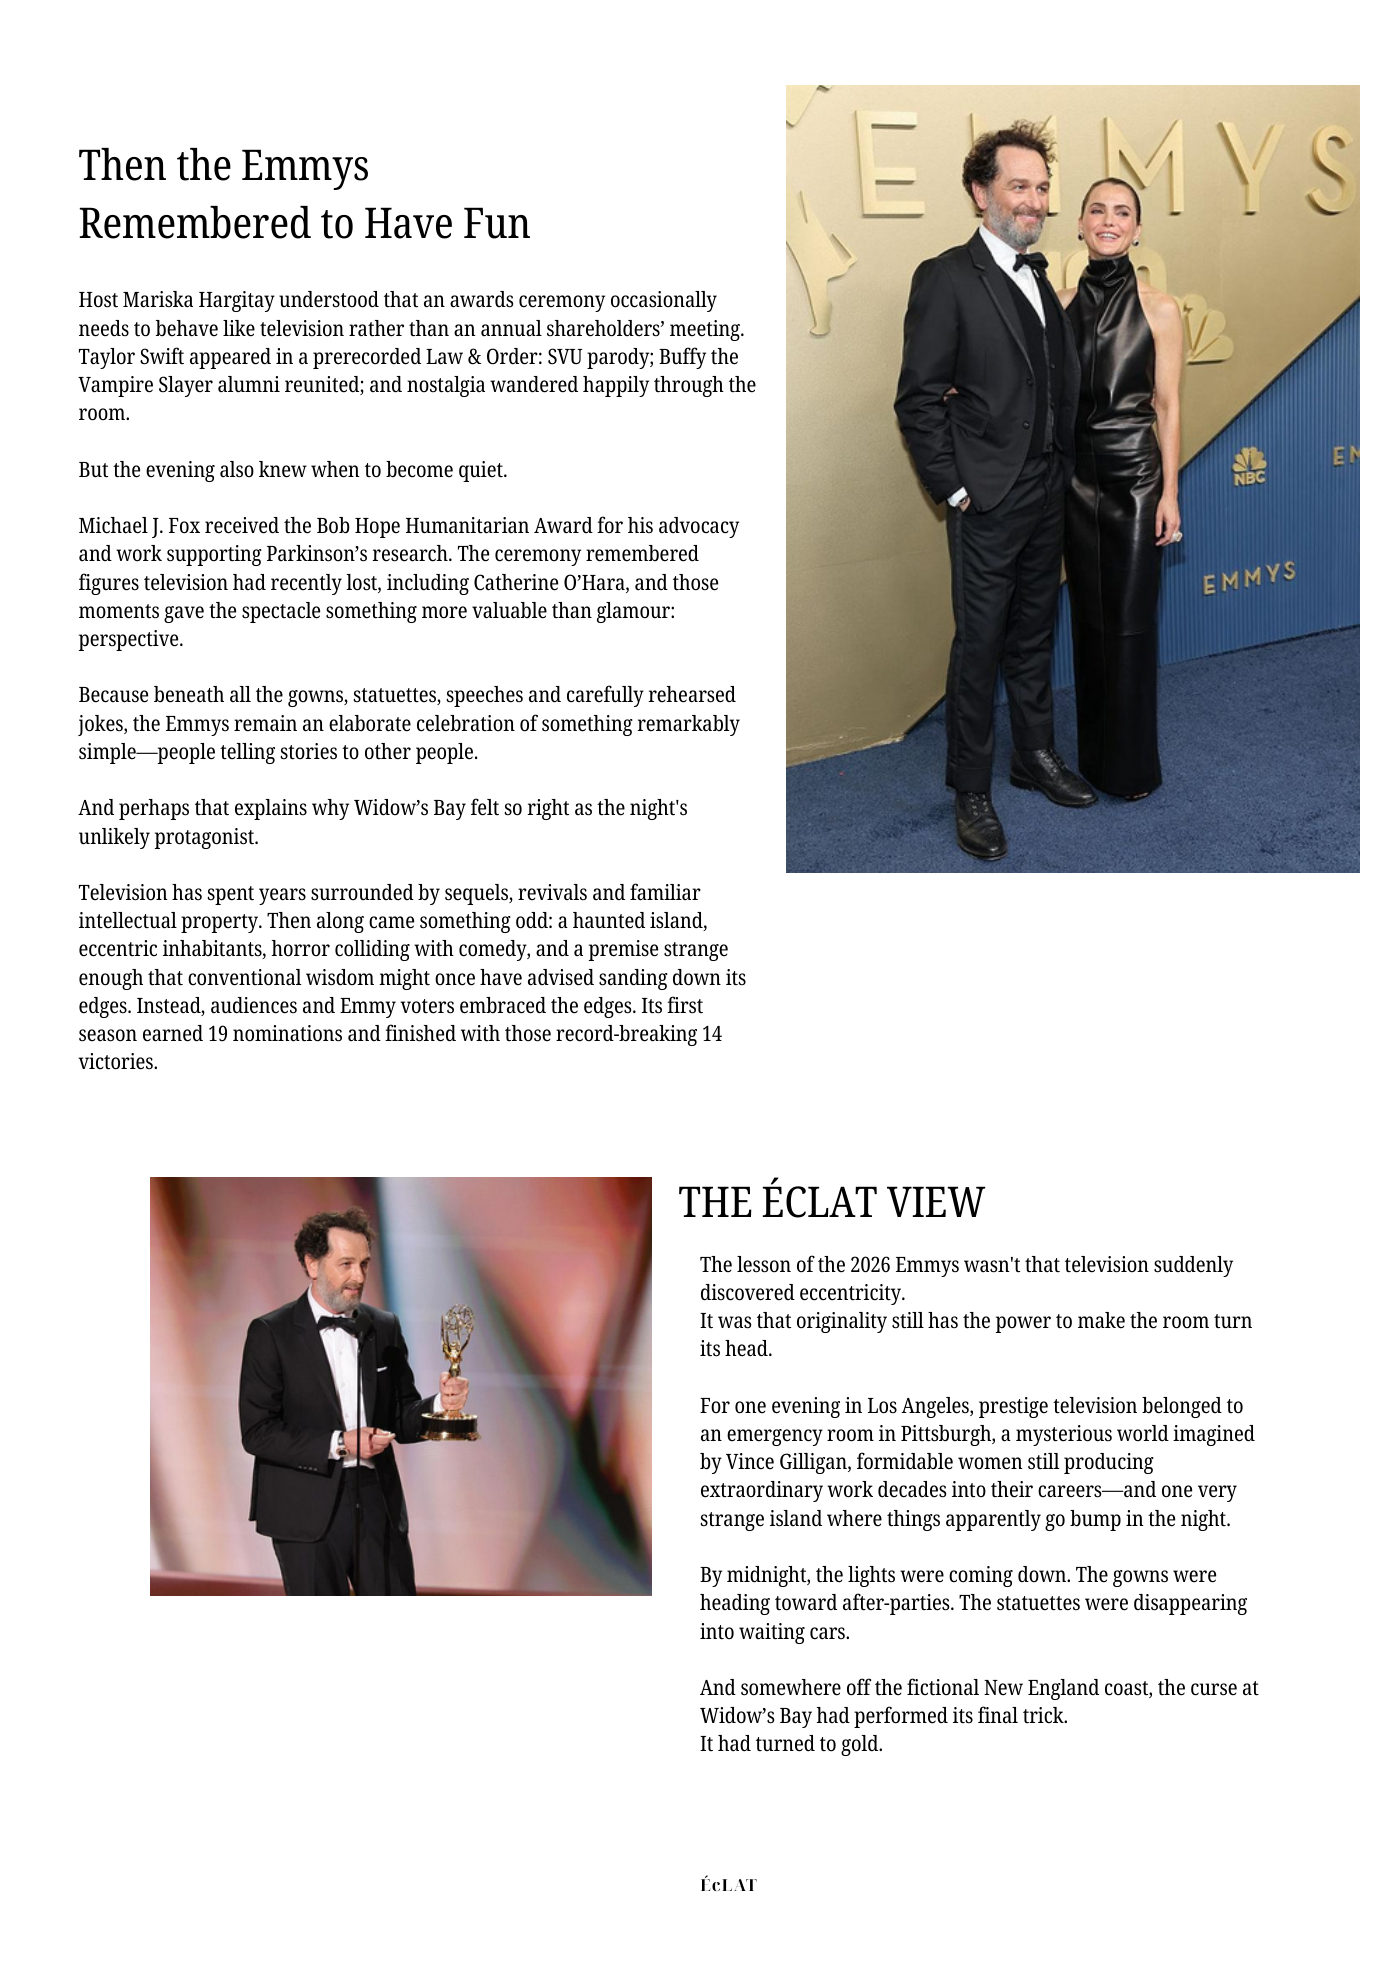 Then the Emmys
Remembered to Have Fun
Host Mariska Hargitay understood that an awards ceremony occasionally
needs to behave like television rather than an annual shareholders’ meeting.
Taylor Swift appeared in a prerecorded Law & Order: SVU parody; Buffy the
Vampire Slayer alumni reunited; and nostalgia wandered happily through the
room.
But the evening also knew when to become quiet.
Michael J. Fox received the Bob Hope Humanitarian Award for his advocacy
and work supporting Parkinson’s research. The ceremony remembered
figures television had recently lost, including Catherine O’Hara, and those
moments gave the spectacle something more valuable than glamour:
perspective.
Because beneath all the gowns, statuettes, speeches and carefully rehearsed
jokes, the Emmys remain an elaborate celebration of something remarkably
simple—people telling stories to other people.
And perhaps that explains why Widow’s Bay felt so right as the night's
unlikely protagonist.
Television has spent years surrounded by sequels, revivals and familiar
intellectual property. Then along came something odd: a haunted island,
eccentric inhabitants, horror colliding with comedy, and a premise strange
enough that conventional wisdom might once have advised sanding down its
edges. Instead, audiences and Emmy voters embraced the edges. Its first
season earned 19 nominations and finished with those record-breaking 14
victories.
EMMYS
NBC
EM
EMMYS
THE ÉCLAT VIEW
The lesson of the 2026 Emmys wasn't that television suddenly
discovered eccentricity.
It was that originality still has the power to make the room turn
its head.
For one evening in Los Angeles, prestige television belonged to
an emergency room in Pittsburgh, a mysterious world imagined
by Vince Gilligan, formidable women still producing
extraordinary work decades into their careers—and one very
strange island where things apparently go bump in the night.
By midnight, the lights were coming down. The gowns were
heading toward after-parties. The statuettes were disappearing
into waiting cars.
And somewhere off the fictional New England coast, the curse at
Widow’s Bay had performed its final trick.
It had turned to gold.
ÉcLAT